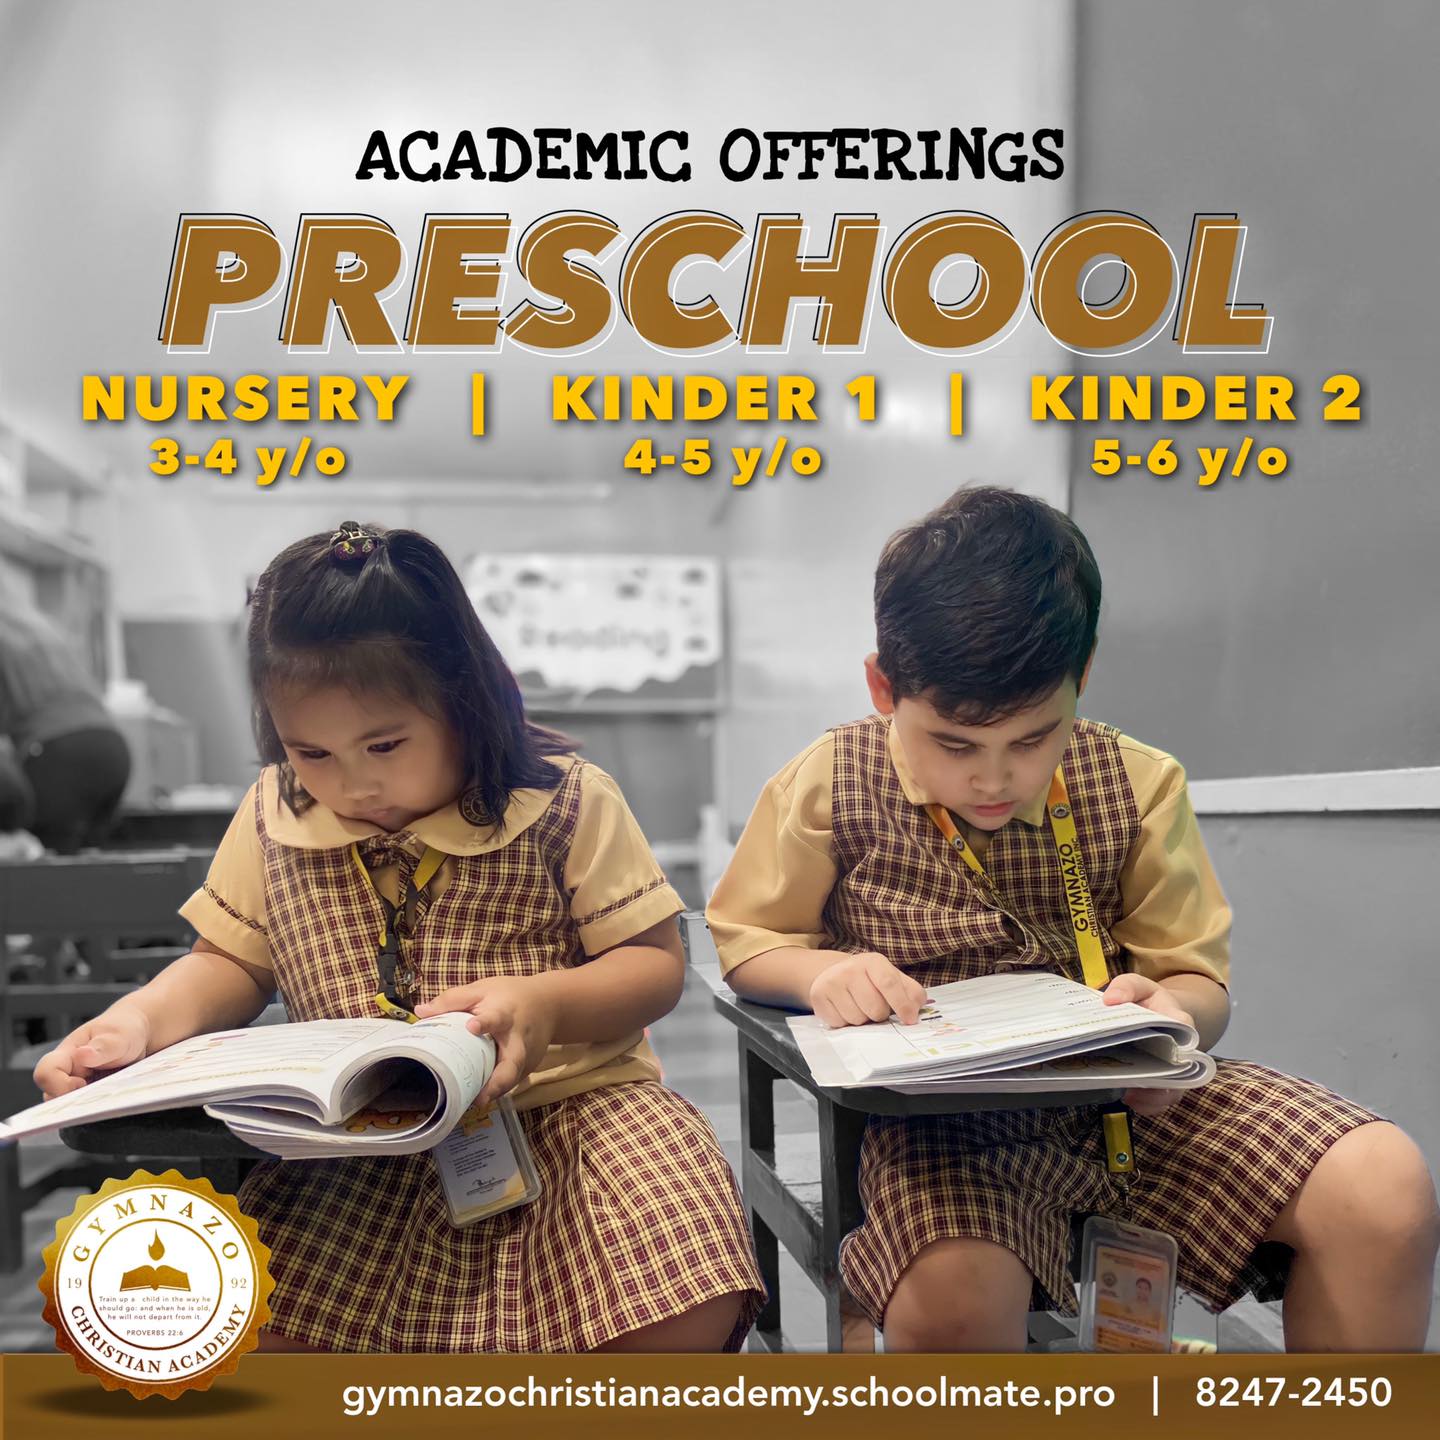 ACADEMIC OFFERINGS
PRESCHOOL
NURSERY | KINDER 1 | KINDER 2
3-4 y/o 4-5 y/o 5-6 y/o
Reading
GYMNAZO
CHRISTIAN ACADEMY
GYMNAZO
19 92
Train up a child in the way he
should go: and when he is old,
he will not depart from it.
PROVERBS 22:6
CHRISTIAN ACADEMY
gymnazochristianacademy.schoolmate.pro | 8247-2450